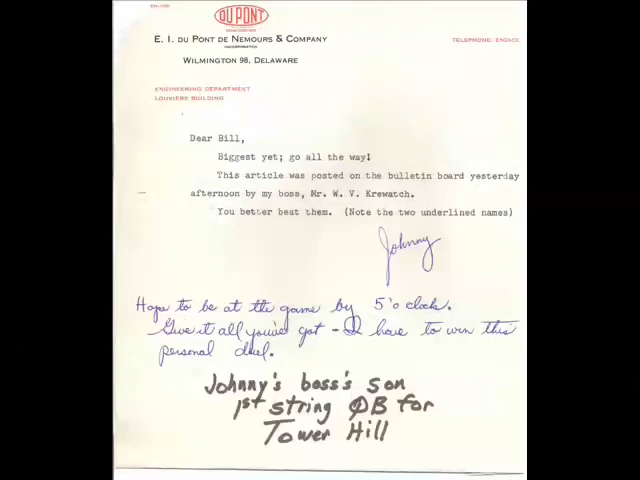 DU PONT
E. I. DU PONT DE NEMOURS & COMPANY
INCORPORATED
WILMINGTON 98, DELAWARE
ENGINEERING DEPARTMENT
LOUVIERS BUILDING
Dear Bill,
Biggest yet; go all the way!
This article was posted on the bulletin board yesterday
afternoon by my boss, Mr. W. V. Krewatch.
You better beat them. (Note the two underlined names)
Johnny
Hope to be at the game by 5 o'clock.
Give it all you've got - I have to win this
personal duel.
Johnny's boss's son
1st string QB for
Tower Hill